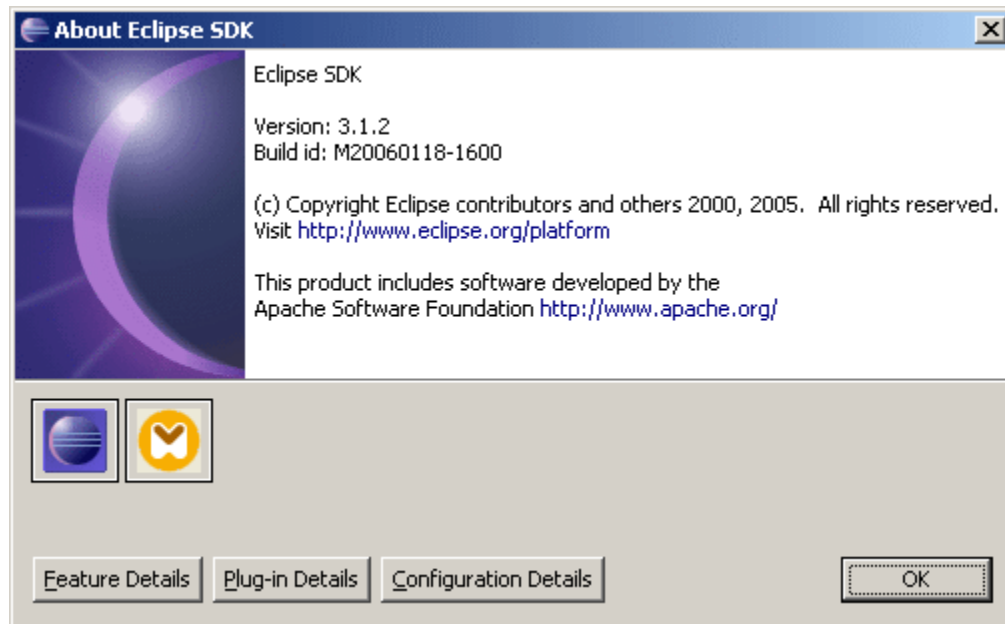 About Eclipse SDK
Eclipse SDK
Version: 3.1.2
Build id: M20060118-1600
(c) Copyright Eclipse contributors and others 2000, 2005.  All rights reserved.
Visit http://www.eclipse.org/platform
This product includes software developed by the
Apache Software Foundation http://www.apache.org/
Feature Details
Plug-in Details
Configuration Details
OK